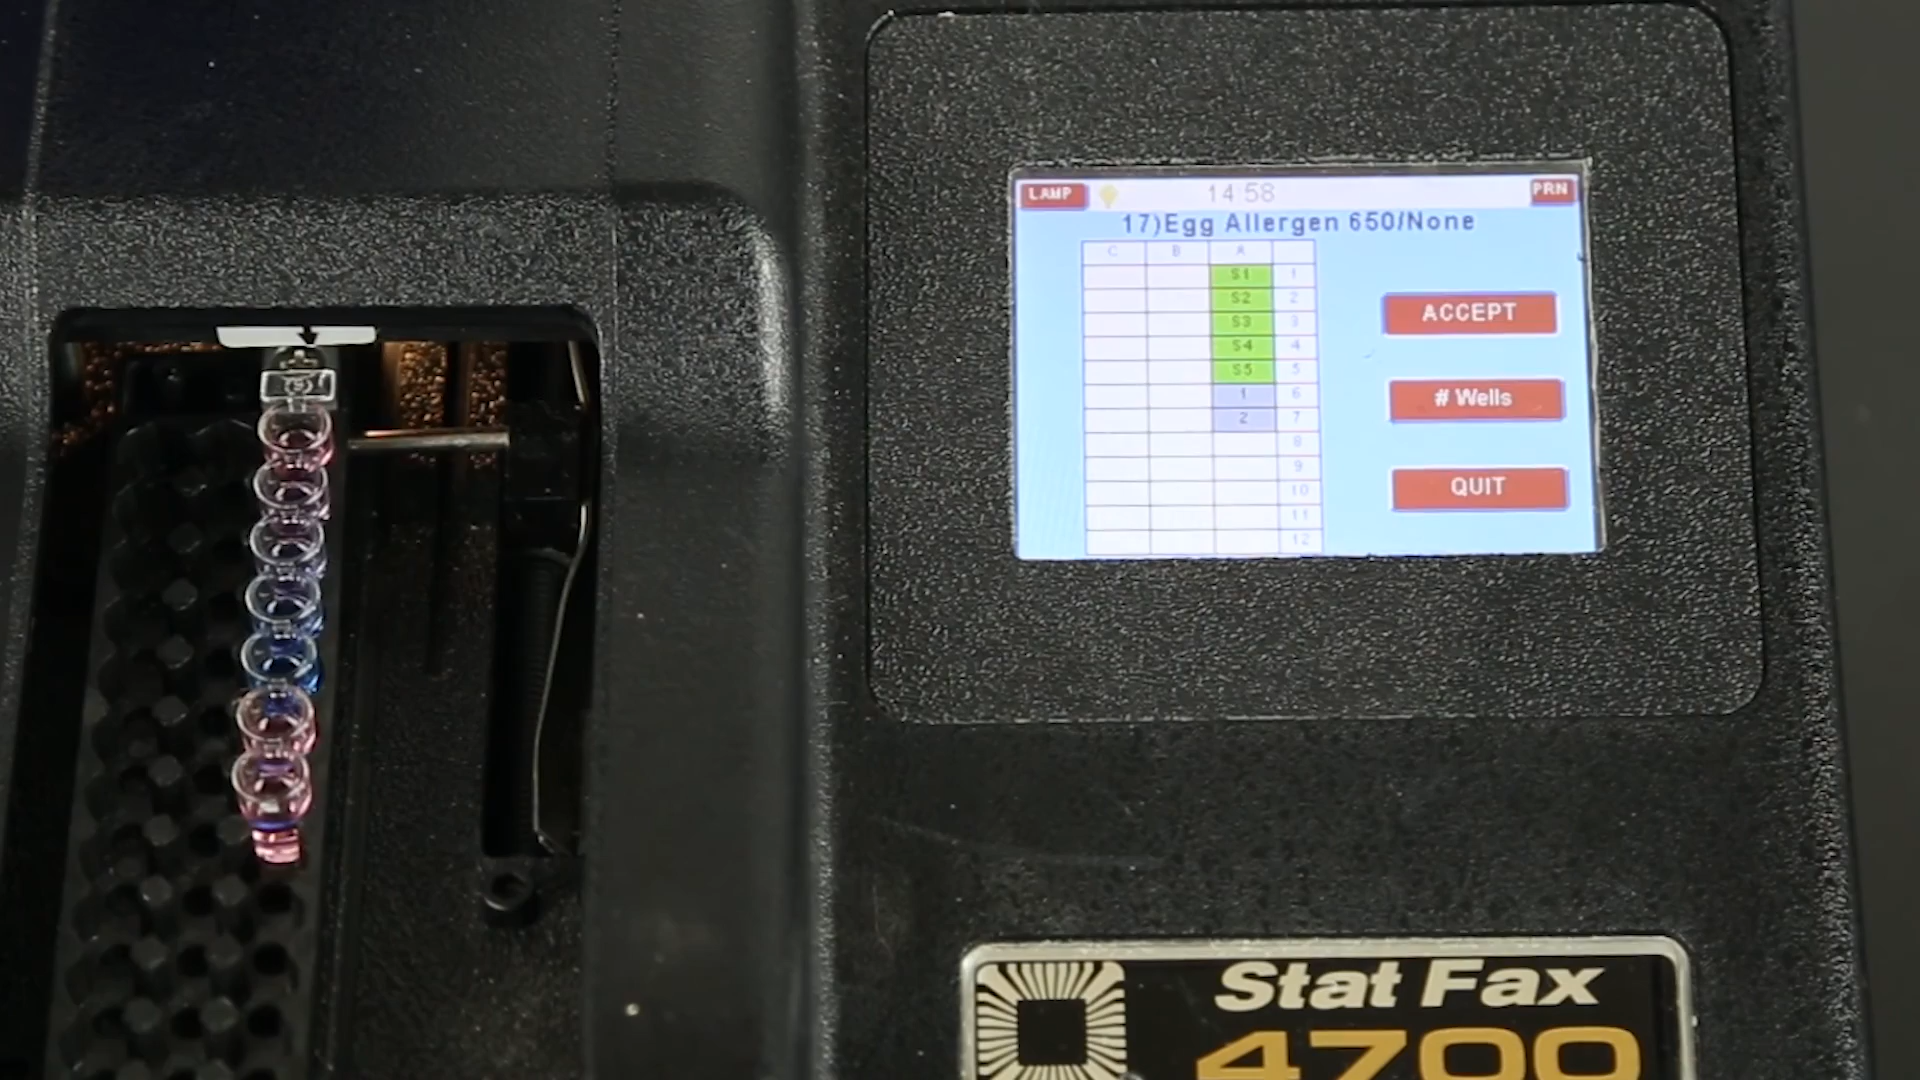 LAMP 14:58 PRN
17)Egg Allergen 650/None
C B A
S1 1
S2 2
S3 3
S4 4
S5 5
1 6
2 7
8
9
10
11
12
ACCEPT
# Wells
QUIT
Stat Fax
4700